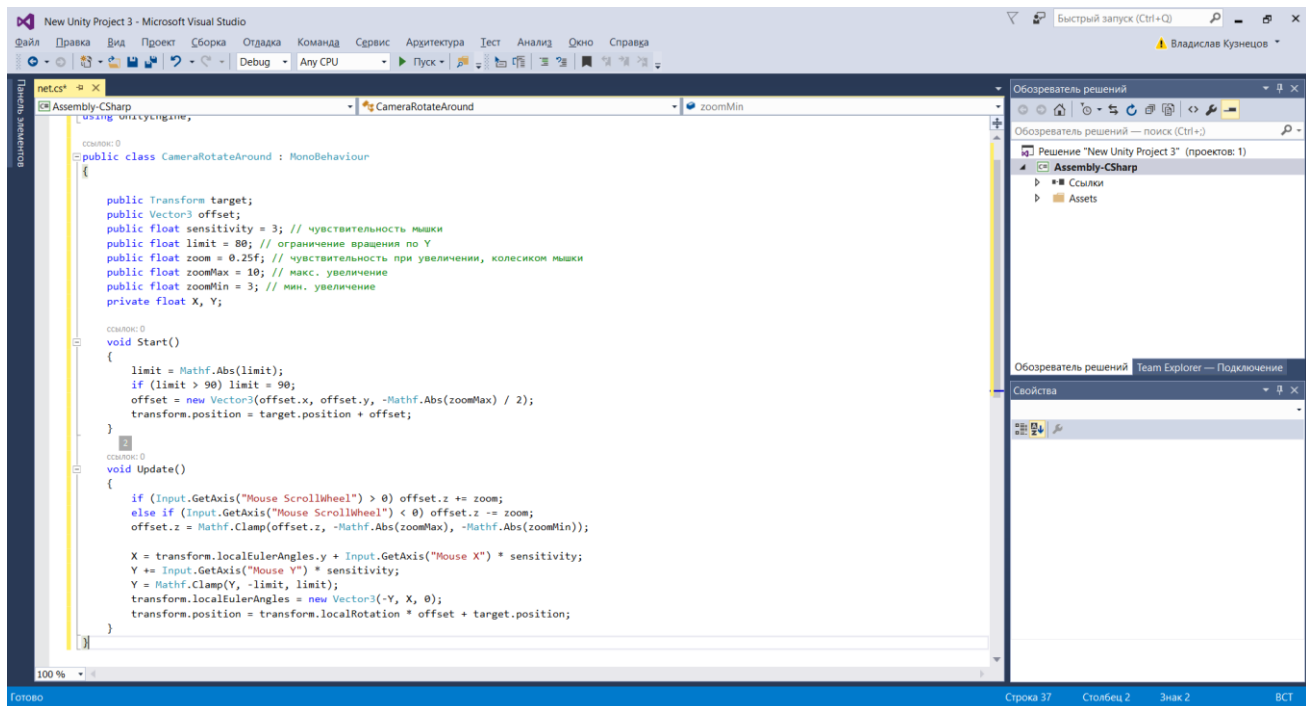 New Unity Project 3 - Microsoft Visual Studio
Быстрый запуск (Ctrl+Q)
Файл Правка Вид Проект Сборка Отладка Команда Сервис Архитектура Тест Анализ Окно Справка
Владислав Кузнецов
Debug Any CPU Пуск
Панель элементов
net.cs*
Assembly-CSharp CameraRotateAround zoomMin
using UnityEngine;
ссылок: 0
public class CameraRotateAround : MonoBehaviour
{
public Transform target;
public Vector3 offset;
public float sensitivity = 3; // чувствительность мышки
public float limit = 80; // ограничение вращения по Y
public float zoom = 0.25f; // чувствительность при увеличении, колесиком мышки
public float zoomMax = 10; // макс. увеличение
public float zoomMin = 3; // мин. увеличение
private float X, Y;
ссылок: 0
void Start()
{
limit = Mathf.Abs(limit);
if (limit > 90) limit = 90;
offset = new Vector3(offset.x, offset.y, -Mathf.Abs(zoomMax) / 2);
transform.position = target.position + offset;
}
2
ссылок: 0
void Update()
{
if (Input.GetAxis("Mouse ScrollWheel") > 0) offset.z += zoom;
else if (Input.GetAxis("Mouse ScrollWheel") < 0) offset.z -= zoom;
offset.z = Mathf.Clamp(offset.z, -Mathf.Abs(zoomMax), -Mathf.Abs(zoomMin));
X = transform.localEulerAngles.y + Input.GetAxis("Mouse X") * sensitivity;
Y += Input.GetAxis("Mouse Y") * sensitivity;
Y = Mathf.Clamp(Y, -limit, limit);
transform.localEulerAngles = new Vector3(-Y, X, 0);
transform.position = transform.localRotation * offset + target.position;
}
}
100 %
Обозреватель решений
Обозреватель решений — поиск (Ctrl+;)
Решение "New Unity Project 3" (проектов: 1)
Assembly-CSharp
Ссылки
Assets
Обозреватель решений Team Explorer — Подключение
Свойства
Готово Строка 37 Столбец 2 Знак 2 ВСТ